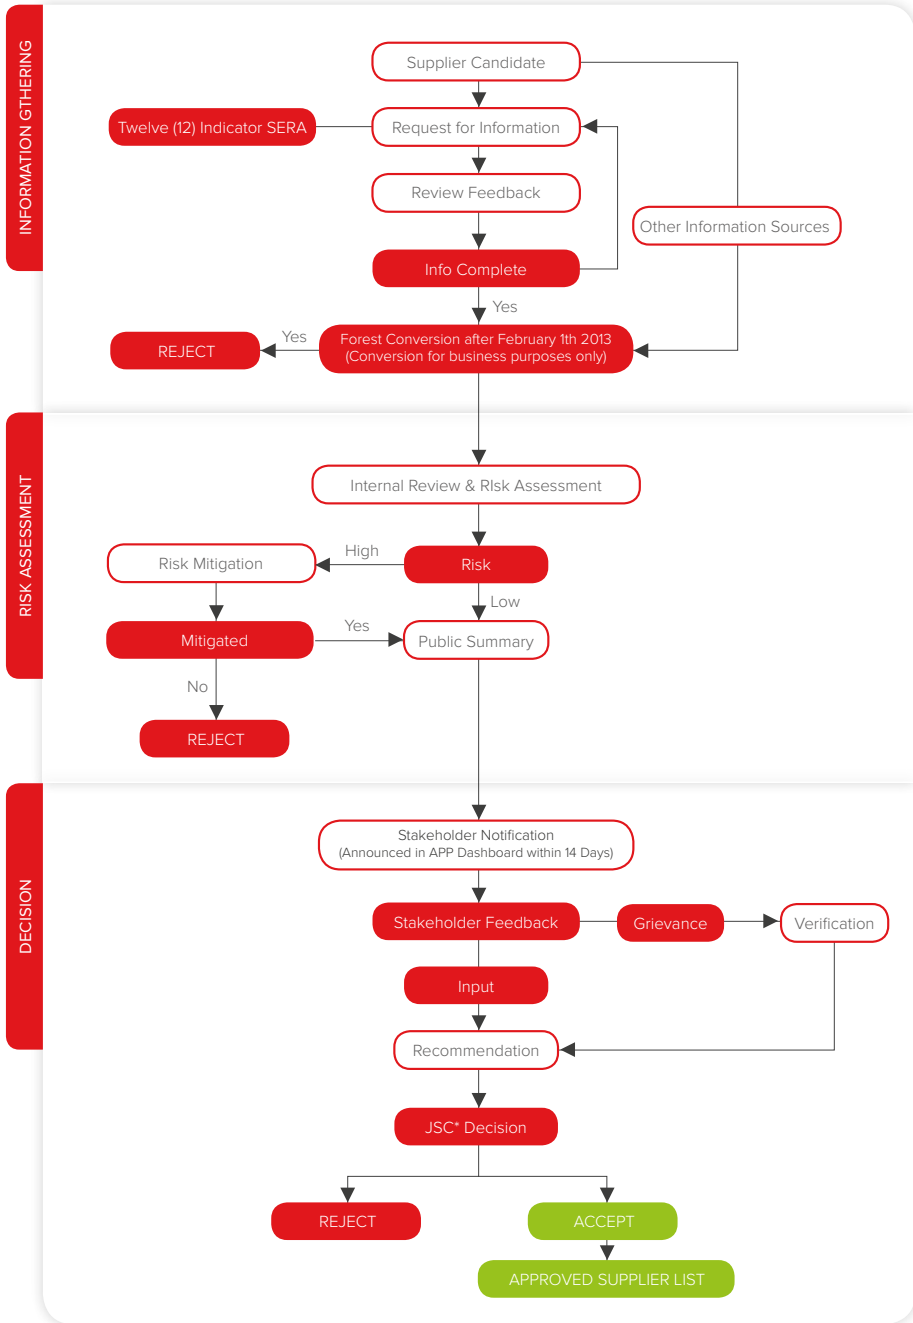 INFORMATION GTHERING
Supplier Candidate
Twelve (12) Indicator SERA
Request for Information
Review Feedback
Other Information Sources
Info Complete
Yes
Yes
Forest Conversion after February 1th 2013
(Conversion for business purposes only)
REJECT
RISK ASSESSMENT
Internal Review & RIsk Assessment
High
Risk Mitigation
Risk
Low
Mitigated
Yes
Public Summary
No
REJECT
DECISION
Stakeholder Notification
(Announced in APP Dashboard within 14 Days)
Stakeholder Feedback
Grievance
Verification
Input
Recommendation
JSC* Decision
REJECT
ACCEPT
APPROVED SUPPLIER LIST